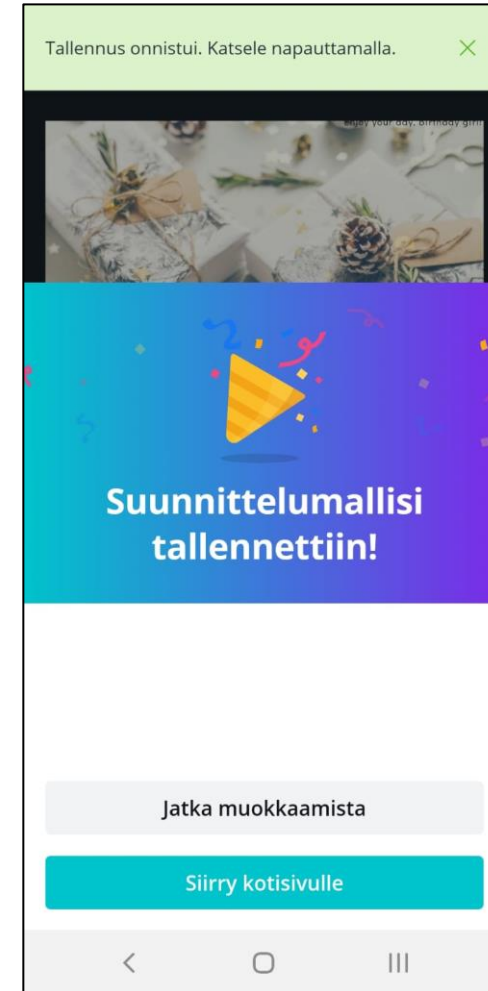 Tallennus onnistui. Katsele napauttamalla.
enjoy your day, birthday girl!
Suunnittelumallisi
tallennettiin!
Jatka muokkaamista
Siirry kotisivulle